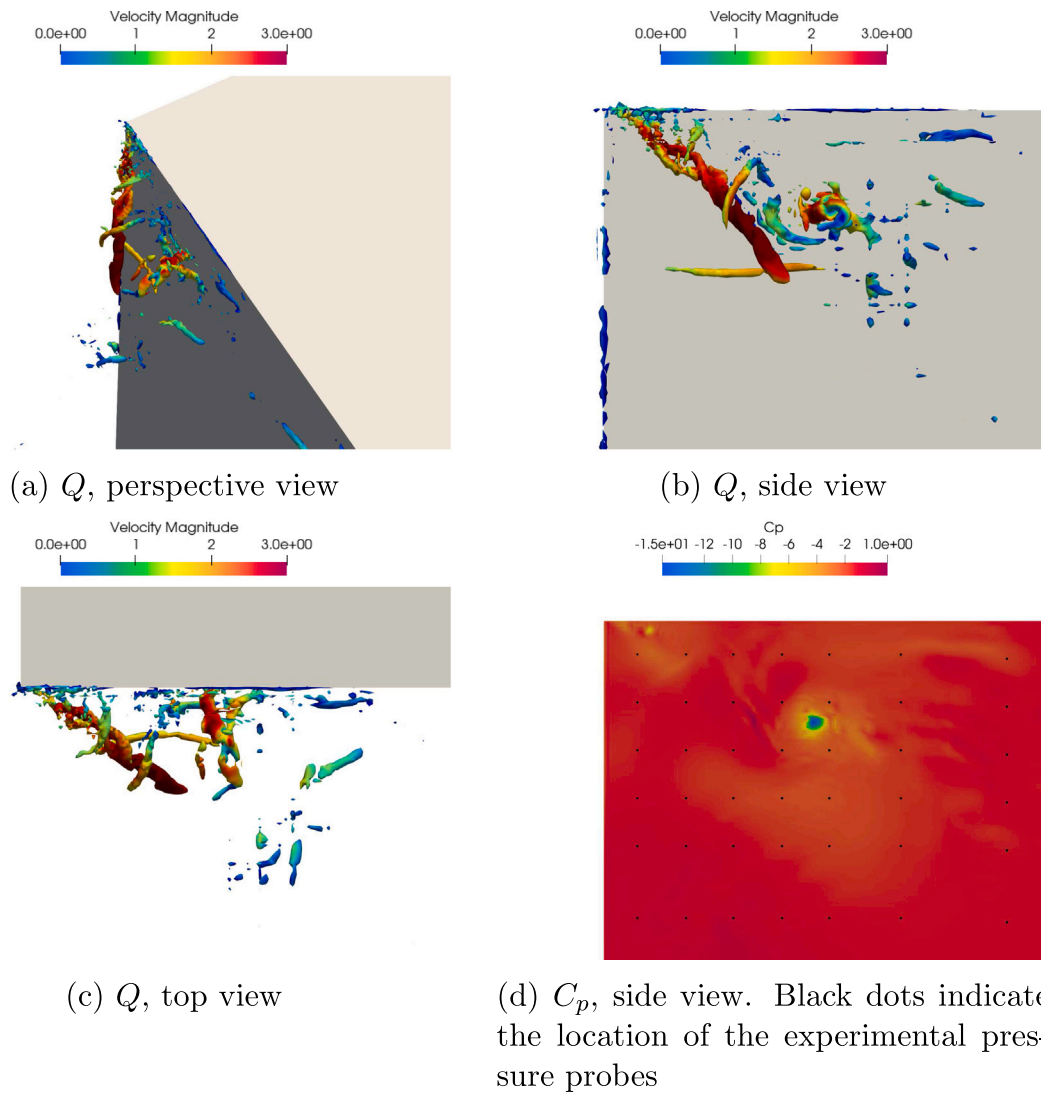 Velocity Magnitude
0.0e+00 1 2 3.0e+00
Velocity Magnitude
0.0e+00 1 2 3.0e+00
(a) Q, perspective view
(b) Q, side view
Velocity Magnitude
0.0e+00 1 2 3.0e+00
Cp
-1.5e+01 -12 -10 -8 -6 -4 -2 1.0e+00
(c) Q, top view
(d) Cₚ, side view. Black dots indicate
the location of the experimental pres-
sure probes